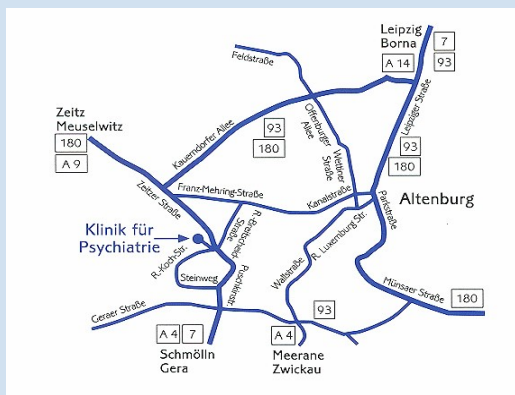 Leipzig
Borna
7
93
A 14
Feldstraße
Leipziger Straße
Offenburger
Allee
Zeitz
Meuselwitz
180
A 9
Kauerndorfer Allee
93
180
93
180
Wettiner
Straße
Zeitzer Straße
Franz-Mehring-Straße
Kanalstraße
Parkstraße
Altenburg
Klinik für
Psychiatrie
R.-Breitscheid-
Straße
R. Luxemburg Str.
R.-Koch-Str.
Steinweg
Puschkinstr.
Wallstraße
Münsaer Straße
180
Geraer Straße
93
A 4
7
A 4
Schmölln
Gera
Meerane
Zwickau